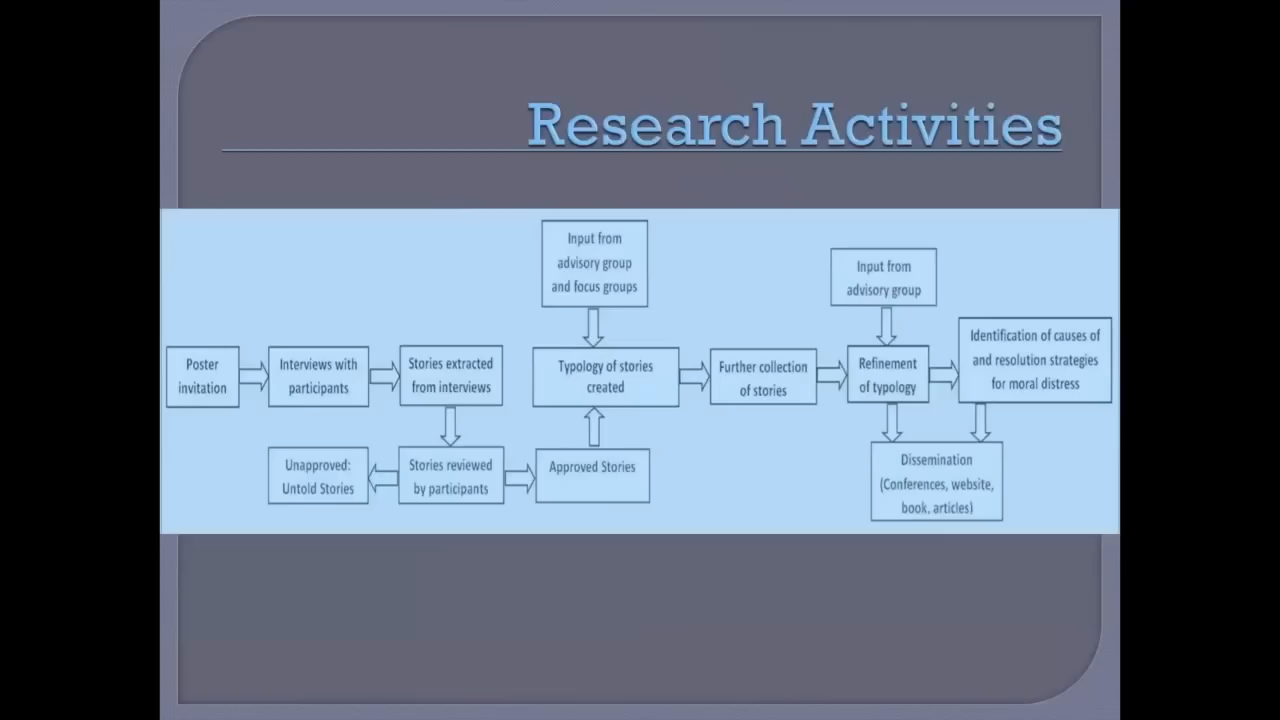 Research Activities
Input from
advisory group
and focus groups
Input from
advisory group
Poster
invitation
Interviews with
participants
Stories extracted
from interviews
Typology of stories
created
Further collection
of stories
Refinement
of typology
Identification of causes of
and resolution strategies
for moral distress
Unapproved:
Untold Stories
Stories reviewed
by participants
Approved Stories
Dissemination
(Conferences, website,
book, articles)